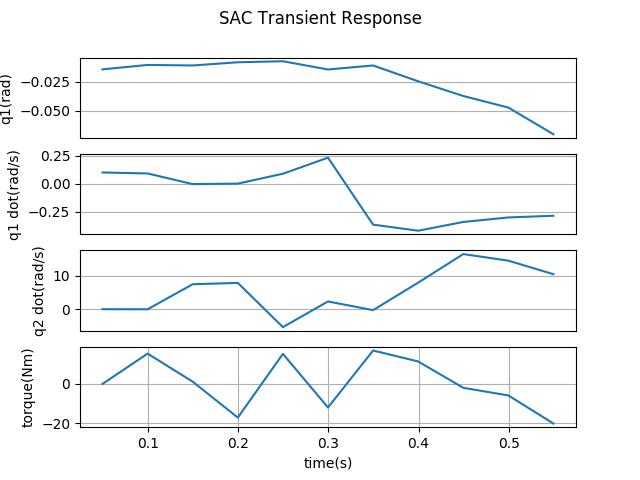 SAC Transient Response
q1(rad)
−0.025
−0.050
q1 dot(rad/s)
0.25
0.00
−0.25
q2 dot(rad/s)
10
0
torque(Nm)
0
−20
0.1 0.2 0.3 0.4 0.5
time(s)